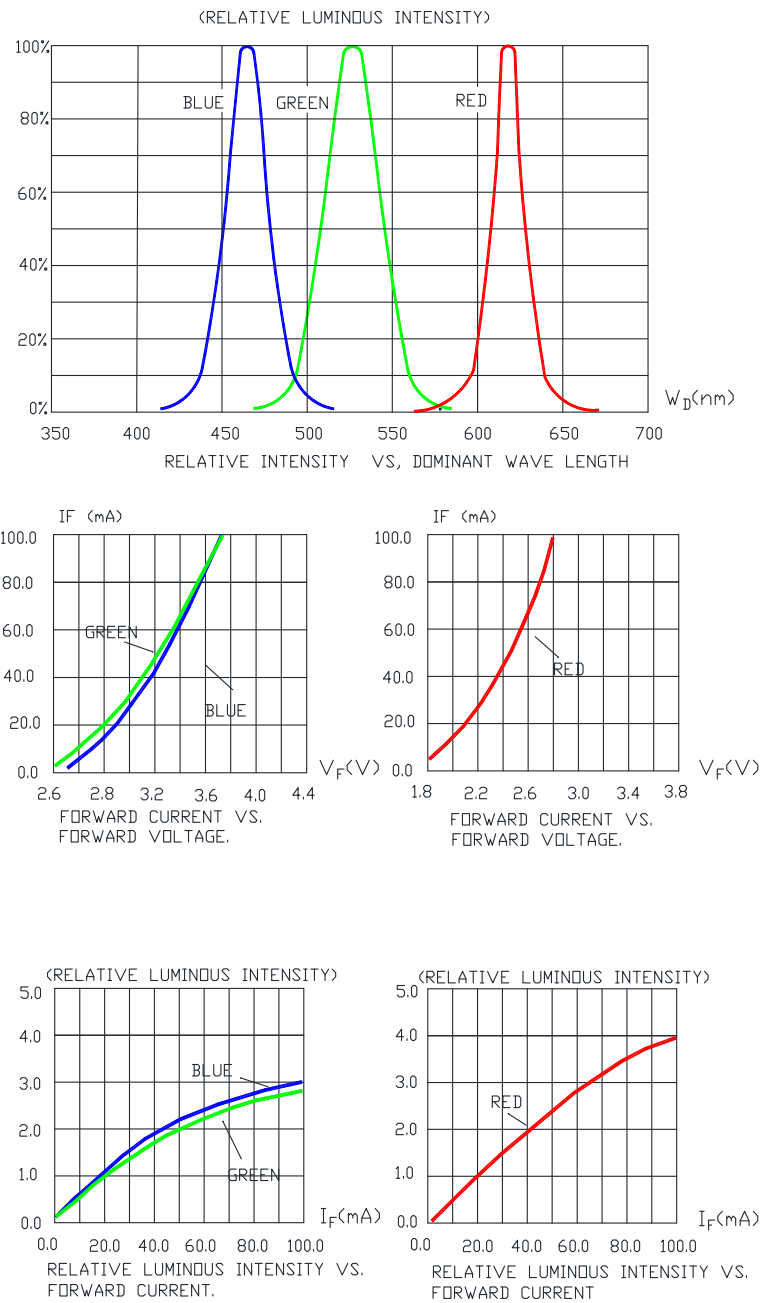 (RELATIVE LUMINOUS INTENSITY)
100%
80%
60%
40%
20%
0%
BLUE
GREEN
RED
350 400 450 500 550 600 650 700
W_D(nm)
RELATIVE INTENSITY VS, DOMINANT WAVE LENGTH
IF (mA)
100.0
80.0
60.0
40.0
20.0
0.0
GREEN
BLUE
2.6 2.8 3.2 3.6 4.0 4.4
V_F(V)
FORWARD CURRENT VS.
FORWARD VOLTAGE.
IF (mA)
100.0
80.0
60.0
40.0
20.0
0.0
RED
1.8 2.2 2.6 3.0 3.4 3.8
V_F(V)
FORWARD CURRENT VS.
FORWARD VOLTAGE.
(RELATIVE LUMINOUS INTENSITY)
5.0
4.0
3.0
2.0
1.0
0.0
BLUE
GREEN
0.0 20.0 40.0 60.0 80.0 100.0
I_F(mA)
RELATIVE LUMINOUS INTENSITY VS.
FORWARD CURRENT.
(RELATIVE LUMINOUS INTENSITY)
5.0
4.0
3.0
2.0
1.0
0.0
RED
0.0 20.0 40.0 60.0 80.0 100.0
I_F(mA)
RELATIVE LUMINOUS INTENSITY VS.
FORWARD CURRENT